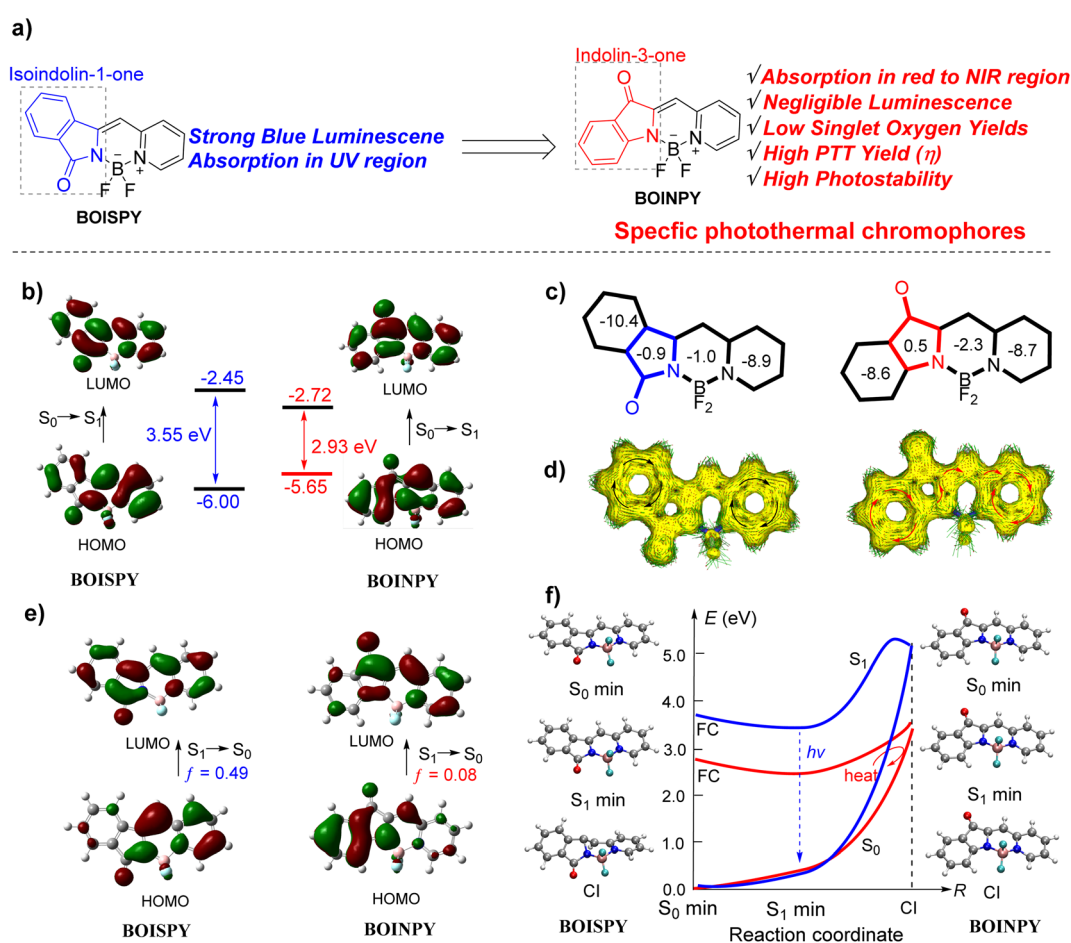 a)
Isoindolin-1-one
O
N
B
−
N
+
F
F
BOISPY
Strong Blue Luminescene
Absorption in UV region
Indolin-3-one
O
N
B
−
N
+
F
F
BOINPY
√Absorption in red to NIR region
√Negligible Luminescence
√Low Singlet Oxygen Yields
√High PTT Yield (η)
√High Photostability
Specfic photothermal chromophores
b)
LUMO
S0→S1
HOMO
BOISPY
-2.45
3.55 eV
-6.00
-2.72
2.93 eV
-5.65
LUMO
S0→S1
HOMO
BOINPY
c)
-10.4
-0.9
-1.0
-8.9
N
N
B
F2
O
O
0.5
-2.3
-8.7
-8.6
N
N
B
F2
d)
e)
LUMO
S1→S0
f = 0.49
HOMO
BOISPY
LUMO
S1→S0
f = 0.08
HOMO
BOINPY
f)
S0 min
S1 min
CI
BOISPY
E (eV)
5.0
4.0
3.0
2.0
1.0
0.0
FC
FC
S1
hv
heat
S0
R
S0 min
S1 min
CI
Reaction coordinate
S0 min
S1 min
CI
BOINPY